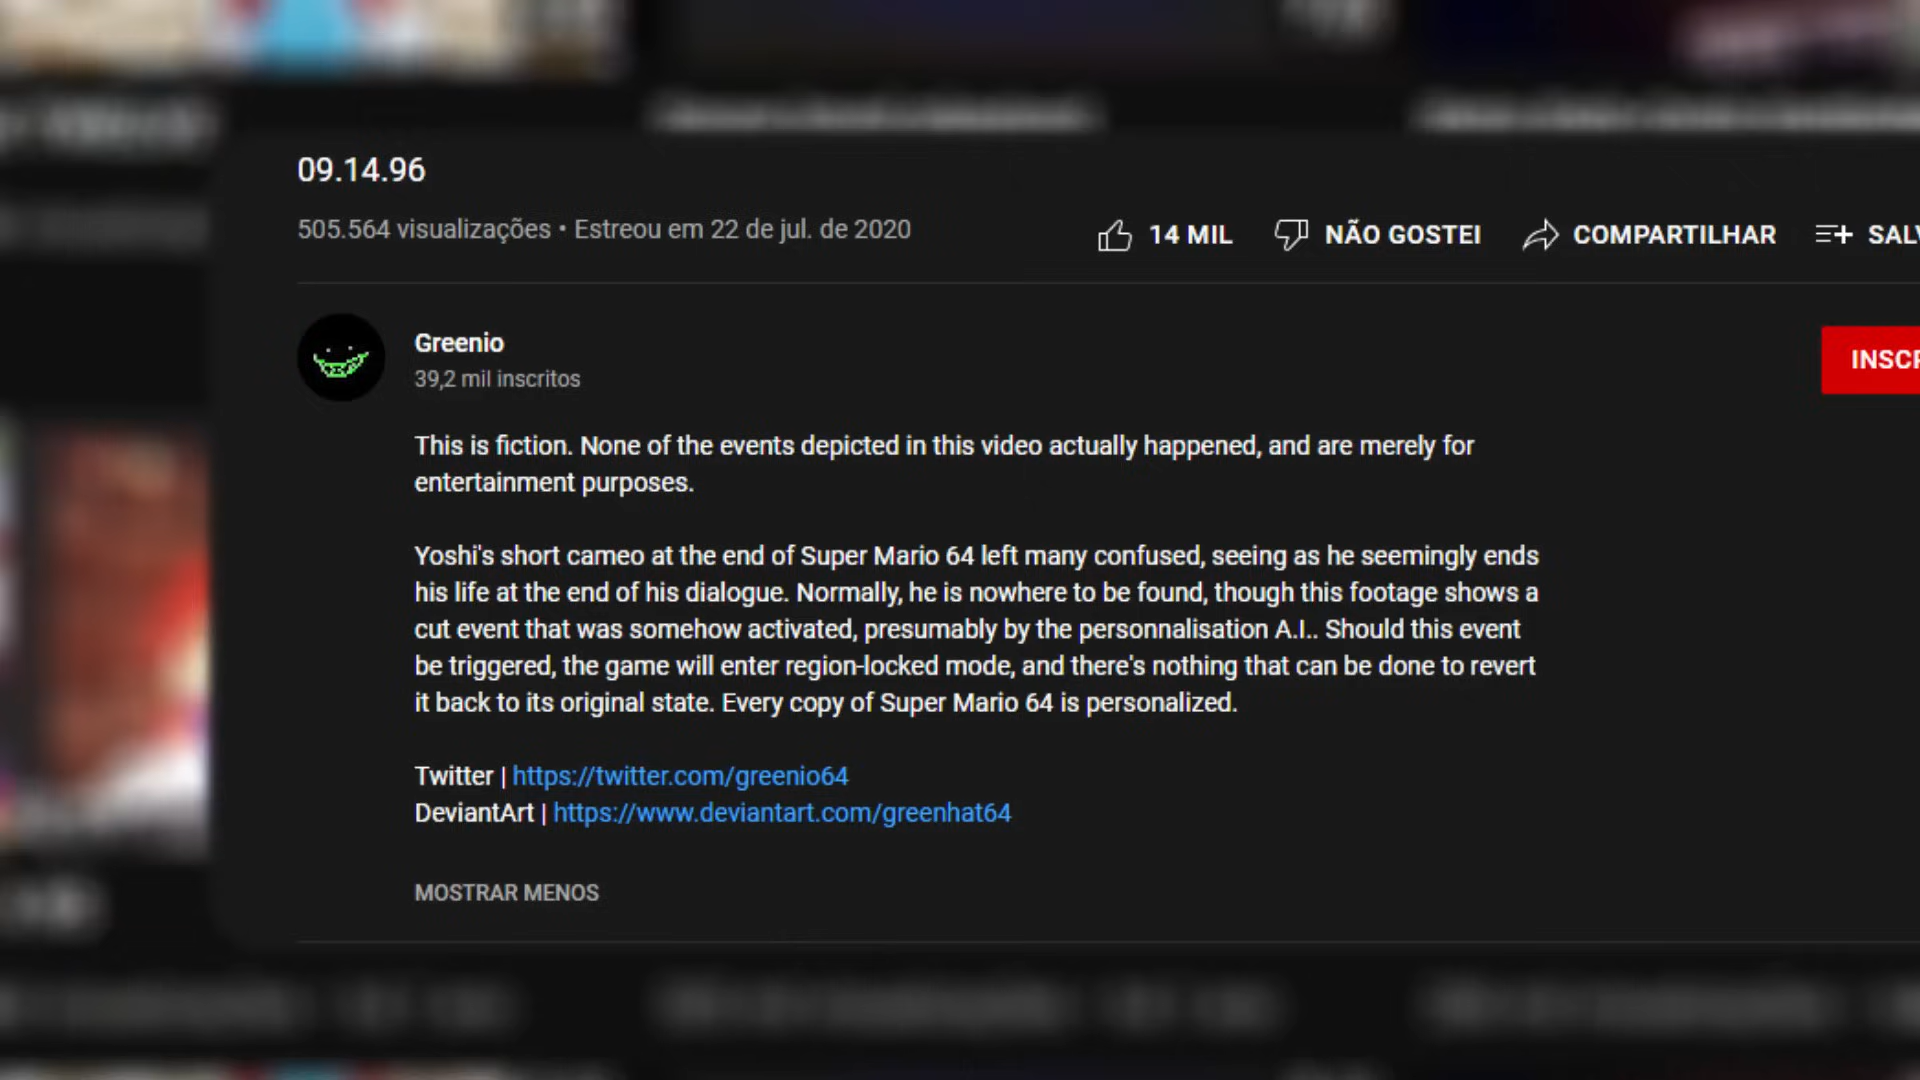 09.14.96
505.564 visualizações • Estreou em 22 de jul. de 2020
14 MIL
NÃO GOSTEI
COMPARTILHAR
SALV
Greenio
39,2 mil inscritos
INSCR
This is fiction. None of the events depicted in this video actually happened, and are merely for
entertainment purposes.
Yoshi's short cameo at the end of Super Mario 64 left many confused, seeing as he seemingly ends
his life at the end of his dialogue. Normally, he is nowhere to be found, though this footage shows a
cut event that was somehow activated, presumably by the personnalisation A.I.. Should this event
be triggered, the game will enter region-locked mode, and there's nothing that can be done to revert
it back to its original state. Every copy of Super Mario 64 is personalized.
Twitter | https://twitter.com/greenio64
DeviantArt | https://www.deviantart.com/greenhat64
MOSTRAR MENOS